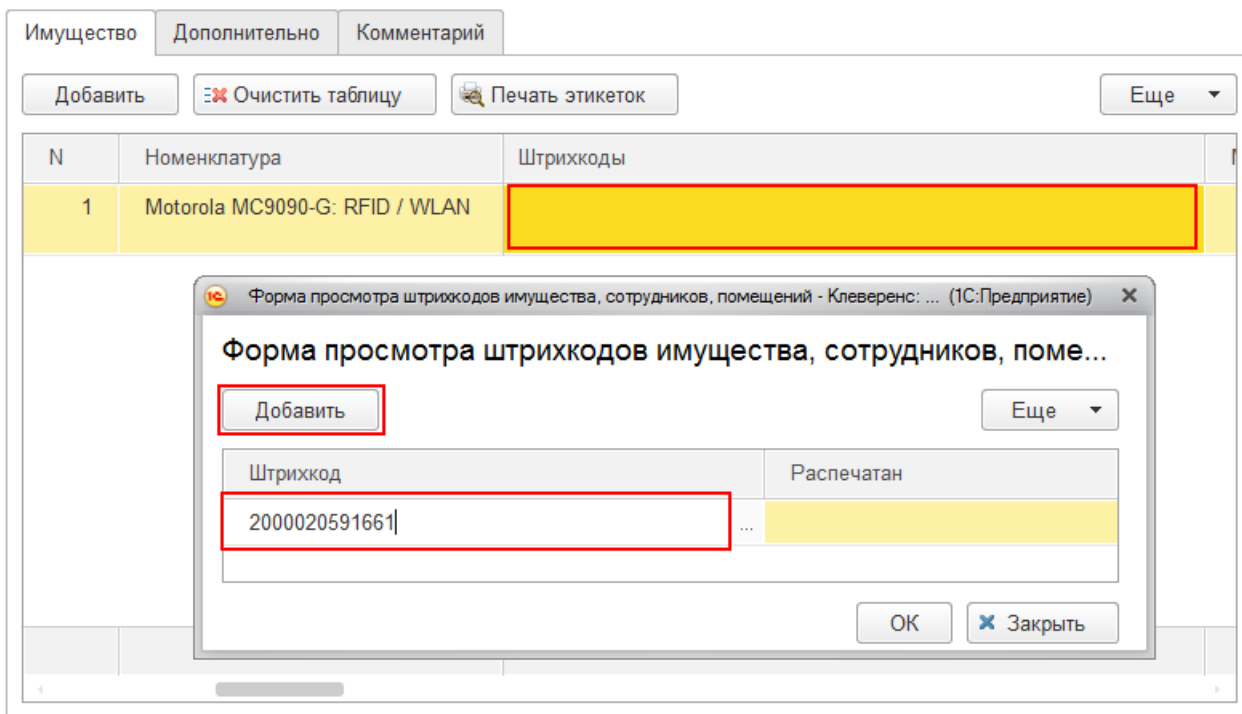 Имущество Дополнительно Комментарий
Добавить Очистить таблицу Печать этикеток Еще
N Номенклатура Штрихкоды
1 Motorola MC9090-G: RFID / WLAN
1С Форма просмотра штрихкодов имущества, сотрудников, помещений - Клеверенс: ... (1С:Предприятие)
Форма просмотра штрихкодов имущества, сотрудников, поме...
Добавить Еще
Штрихкод Распечатан
2000020591661 ...
ОК Закрыть